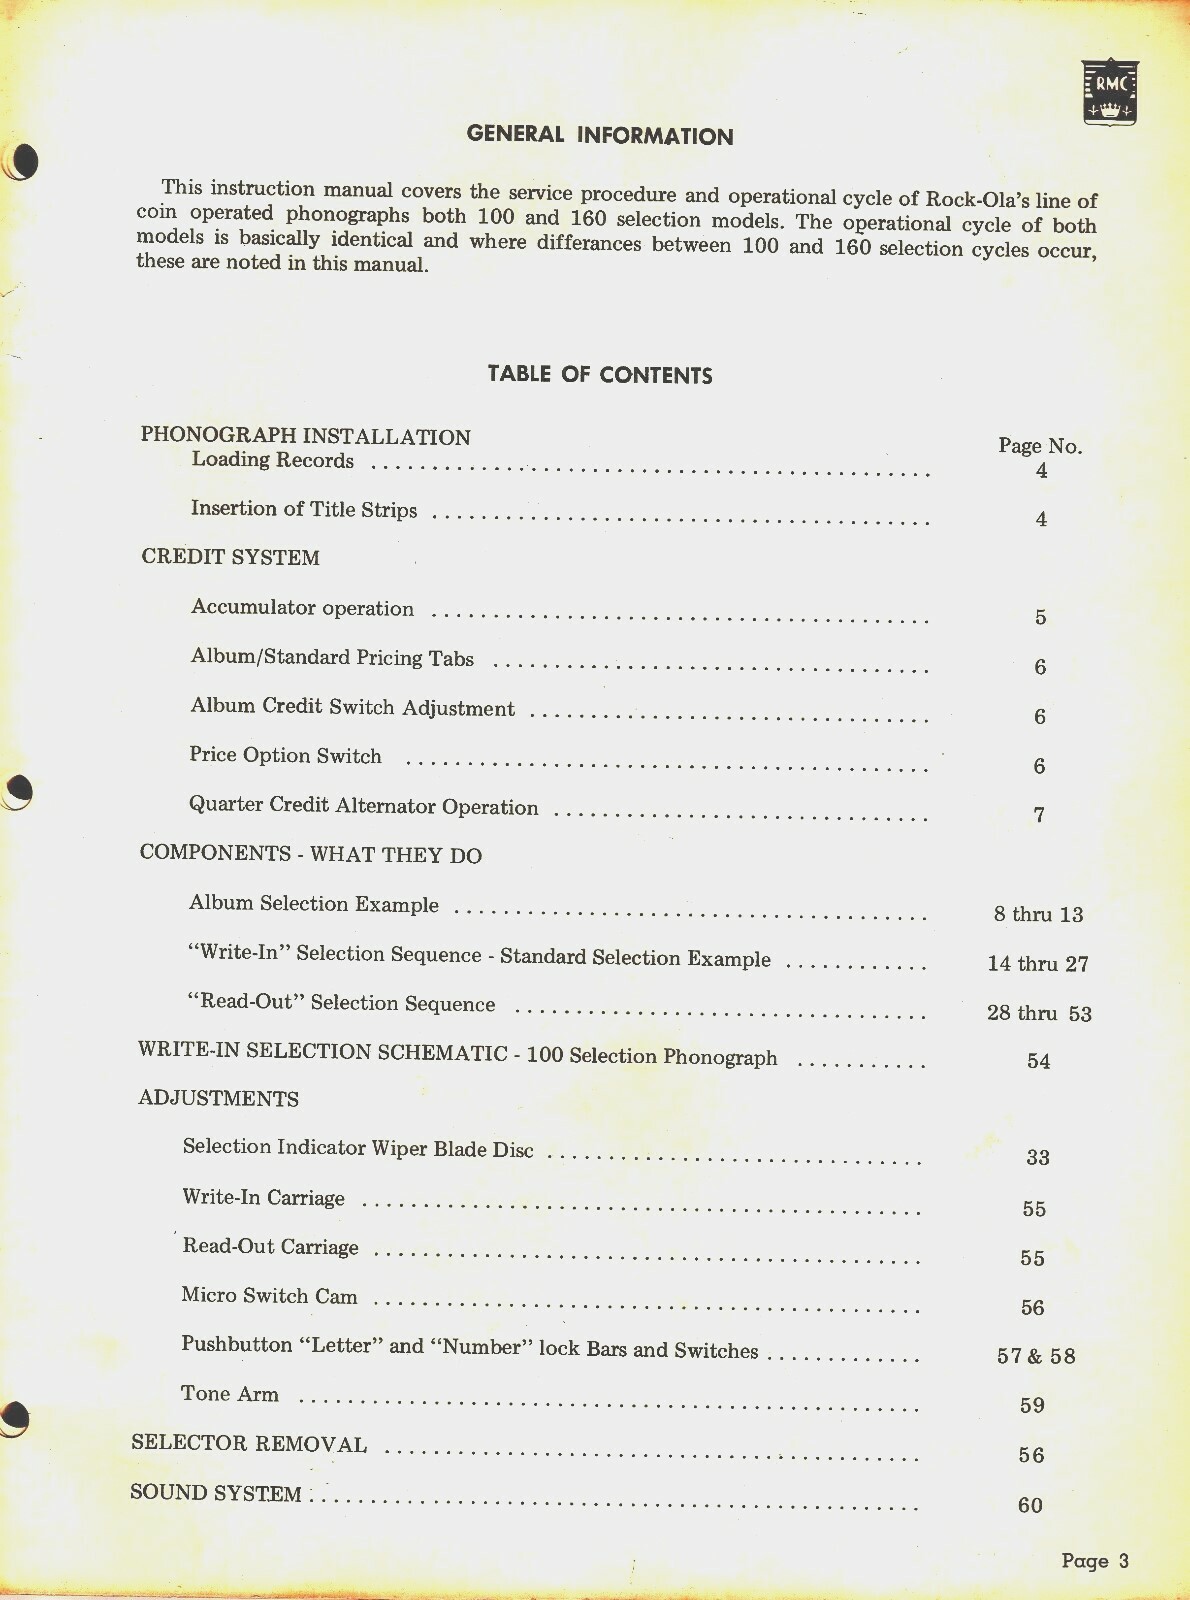 RMC
GENERAL INFORMATION
This instruction manual covers the service procedure and operational cycle of Rock-Ola's line of
coin operated phonographs both 100 and 160 selection models. The operational cycle of both
models is basically identical and where differances between 100 and 160 selection cycles occur,
these are noted in this manual.
TABLE OF CONTENTS
PHONOGRAPH INSTALLATION Page No.
Loading Records ............................................. 4
Insertion of Title Strips ......................................... 4
CREDIT SYSTEM
Accumulator operation ......................................... 5
Album/Standard Pricing Tabs .................................... 6
Album Credit Switch Adjustment ................................. 6
Price Option Switch ........................................... 6
Quarter Credit Alternator Operation ............................... 7
COMPONENTS - WHAT THEY DO
Album Selection Example ....................................... 8 thru 13
“Write-In” Selection Sequence - Standard Selection Example ............ 14 thru 27
“Read-Out” Selection Sequence .................................. 28 thru 53
WRITE-IN SELECTION SCHEMATIC - 100 Selection Phonograph ........... 54
ADJUSTMENTS
Selection Indicator Wiper Blade Disc ............................... 33
Write-In Carriage .............................................. 55
Read-Out Carriage ............................................. 55
Micro Switch Cam ............................................. 56
Pushbutton “Letter” and “Number” lock Bars and Switches ............. 57 & 58
Tone Arm ................................................... 59
SELECTOR REMOVAL ............................................ 56
SOUND SYSTEM .................................................. 60
Page 3